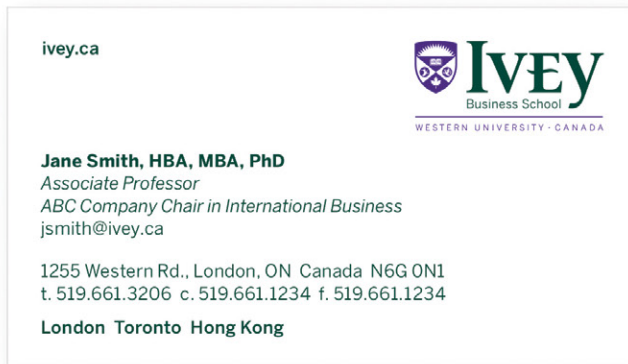 ivey.ca
IVEY
Business School
WESTERN UNIVERSITY · CANADA
Jane Smith, HBA, MBA, PhD
Associate Professor
ABC Company Chair in International Business
jsmith@ivey.ca
1255 Western Rd., London, ON Canada N6G 0N1
t. 519.661.3206 c. 519.661.1234 f. 519.661.1234
London Toronto Hong Kong